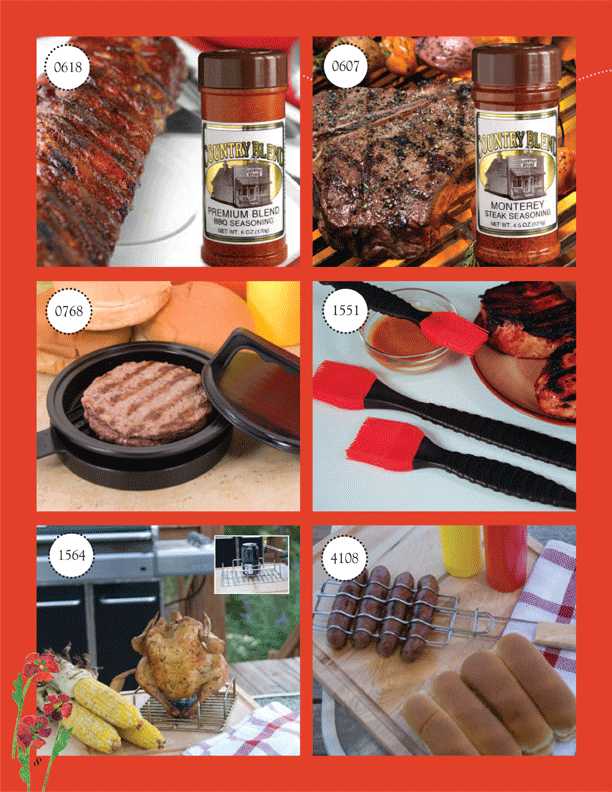 0618
COUNTRY BLEND
PREMIUM BLEND
BBQ SEASONING
NET WT. 6 OZ (170g)
0607
COUNTRY BLEND
MONTEREY
STEAK SEASONING
NET WT. 4.5 OZ (127g)
0768
1551
1564
4108
8